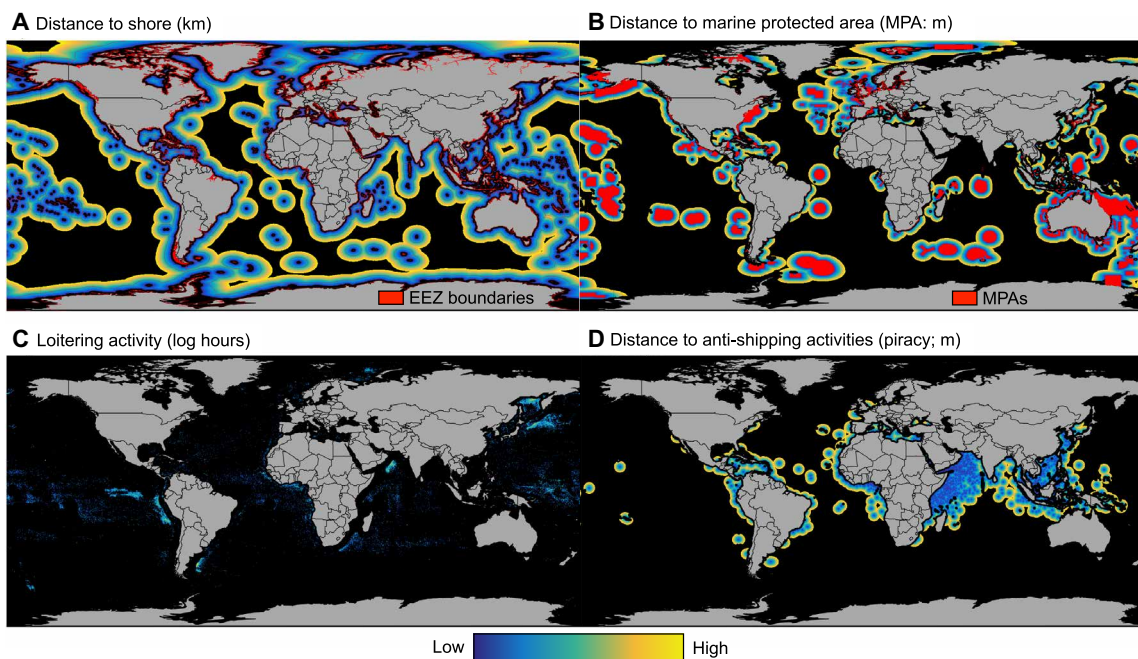 A Distance to shore (km)
B Distance to marine protected area (MPA: m)
EEZ boundaries
MPAs
C Loitering activity (log hours)
D Distance to anti-shipping activities (piracy; m)
Low
High